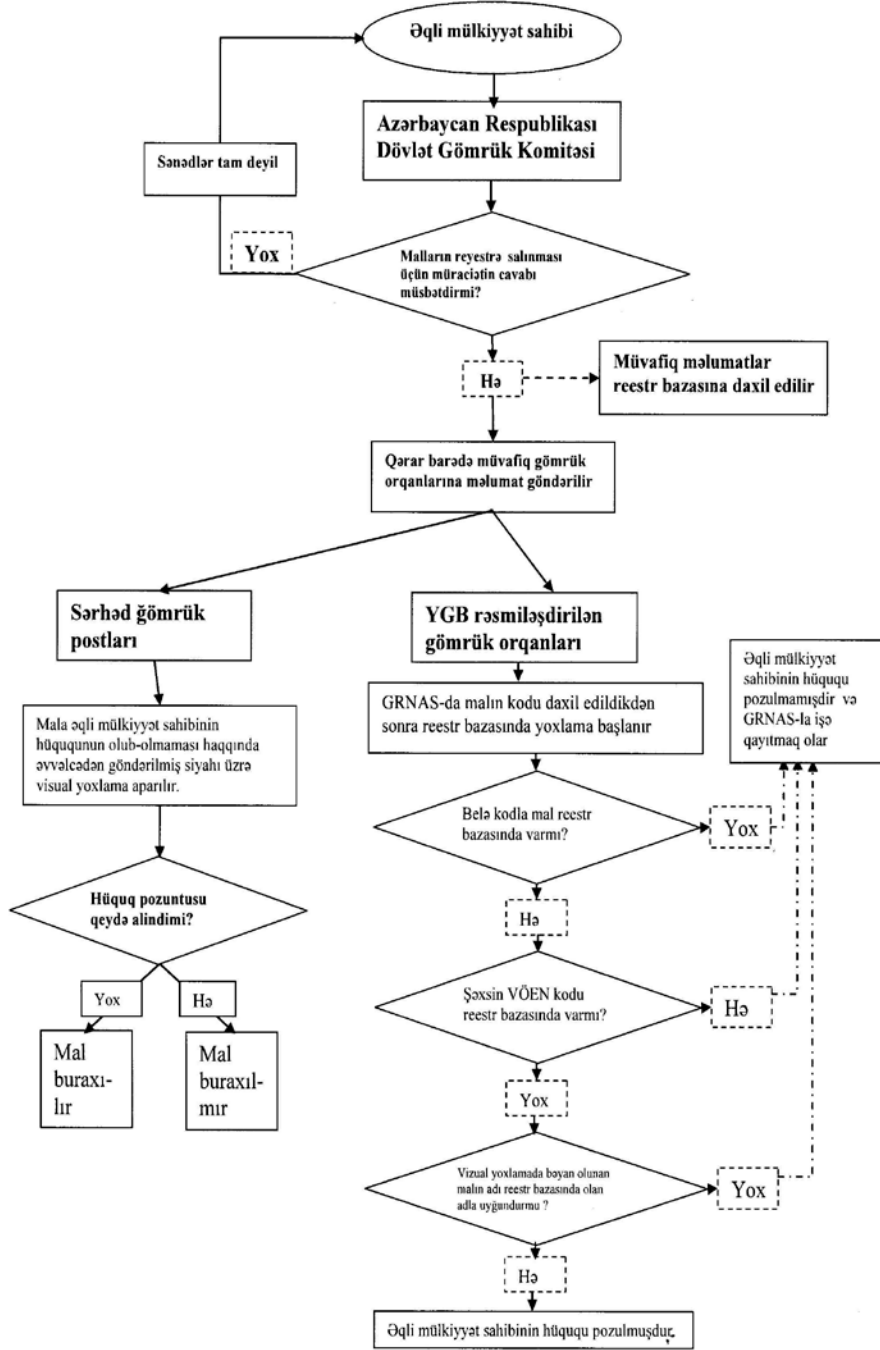 Əqli mülkiyyət sahibi
Azərbaycan Respublikası
Dövlət Gömrük Komitəsi
Sənədlər tam deyil
Yox
Malların reyestrə salınması
üçün müraciətin cavabı
müsbətdirmi?
Hə
Müvafiq məlumatlar
reestr bazasına daxil edilir
Qərar barədə müvafiq gömrük
orqanlarına məlumat göndərilir
Sərhəd ğömrük
postları
Mala əqli mülkiyyət sahibinin
hüququnun olub-olmaması haqqında
əvvəlcədən göndərilmiş siyahı üzrə
visual yoxlama aparılır.
Hüquq pozuntusu
qeydə alindimi?
Yox
Hə
Mal
buraxı-
lır
Mal
buraxıl-
mır
YGB rəsmiləşdirilən
gömrük orqanları
GRNAS-da malın kodu daxil edildikdən
sonra reestr bazasında yoxlama başlanır
Belə kodla mal reestr
bazasında varmı?
Yox
Hə
Şəxsin VÖEN kodu
reestr bazasında varmı?
Hə
Yox
Vizual yoxlamada bəyan olunan
malın adı reestr bazasında olan
adla uyğundurmu ?
Yox
Hə
Əqli mülkiyyət sahibinin hüququ pozulmuşdur.
Əqli mülkiyyət
sahibinin hüququ
pozulmamışdir və
GRNAS-la işə
qayıtmaq olar